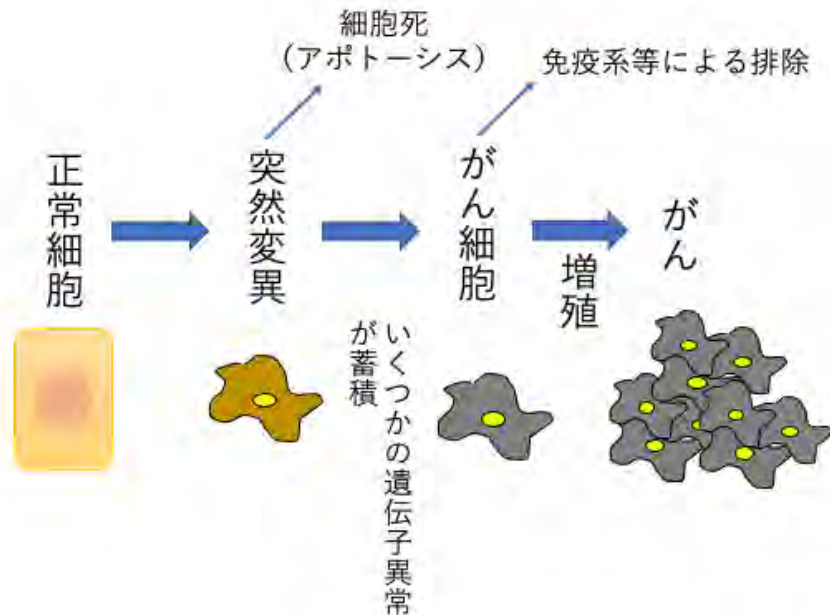 細胞死
（アポトーシス）
免疫系等による排除
正常細胞
突然変異
いくつかの遺伝子異常
が蓄積
がん細胞
増殖
がん